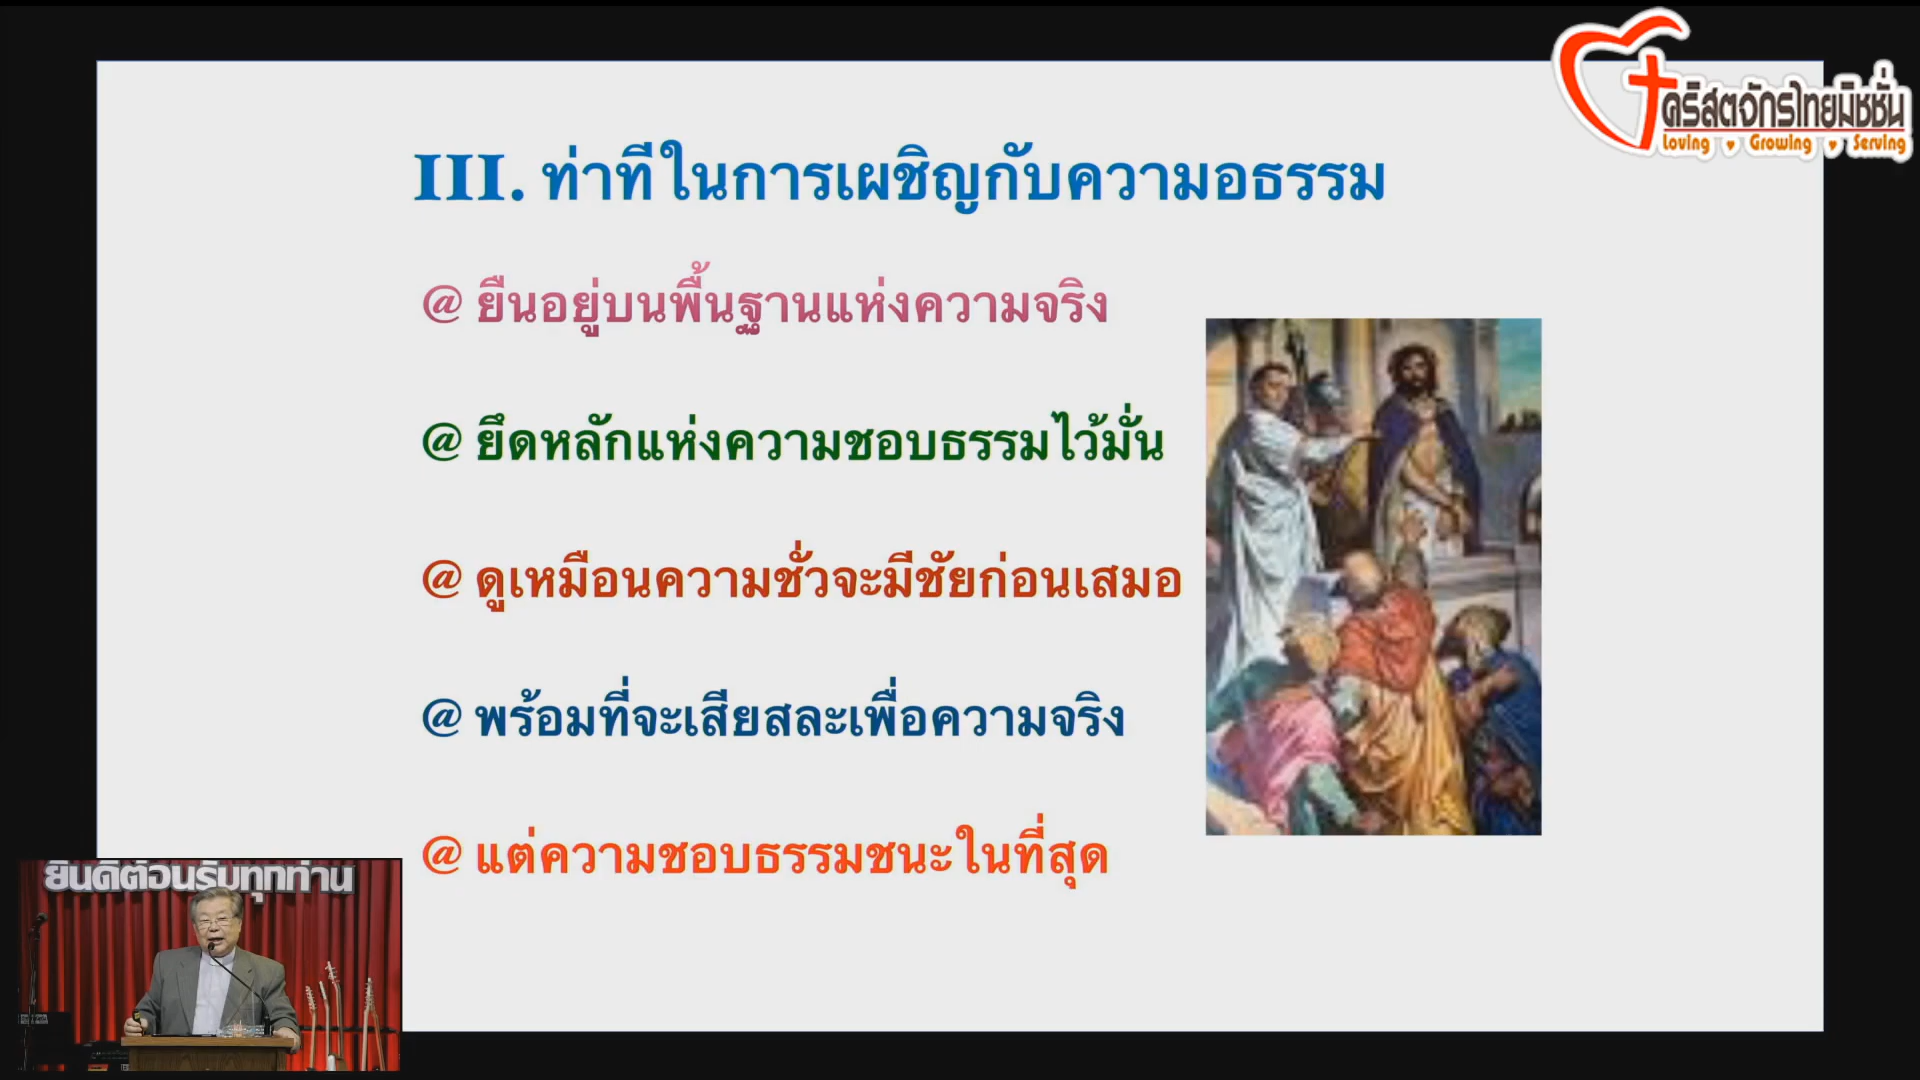 คริสตจักรไทยมิชชั่น
Loving ♥ Growing ♥ Serving
III. ท่าทีในการเผชิญกับความอธรรม
@ ยืนอยู่บนพื้นฐานแห่งความจริง
@ ยึดหลักแห่งความชอบธรรมไว้มั่น
@ ดูเหมือนความชั่วจะมีชัยก่อนเสมอ
@ พร้อมที่จะเสียสละเพื่อความจริง
@ แต่ความชอบธรรมชนะในที่สุด
ยินดีต้อนรับทุกท่าน